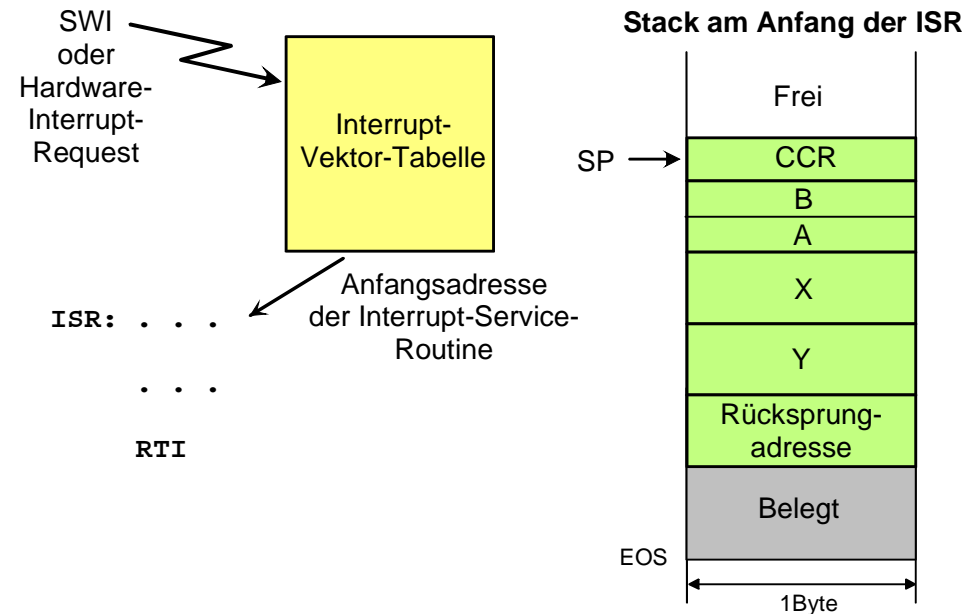 SWI
oder
Hardware-
Interrupt-
Request
Interrupt-
Vektor-Tabelle
Anfangsadresse
der Interrupt-Service-
Routine
ISR: . . .
. . .
RTI
Stack am Anfang der ISR
Frei
SP
CCR
B
A
X
Y
Rücksprung-
adresse
Belegt
EOS
1Byte